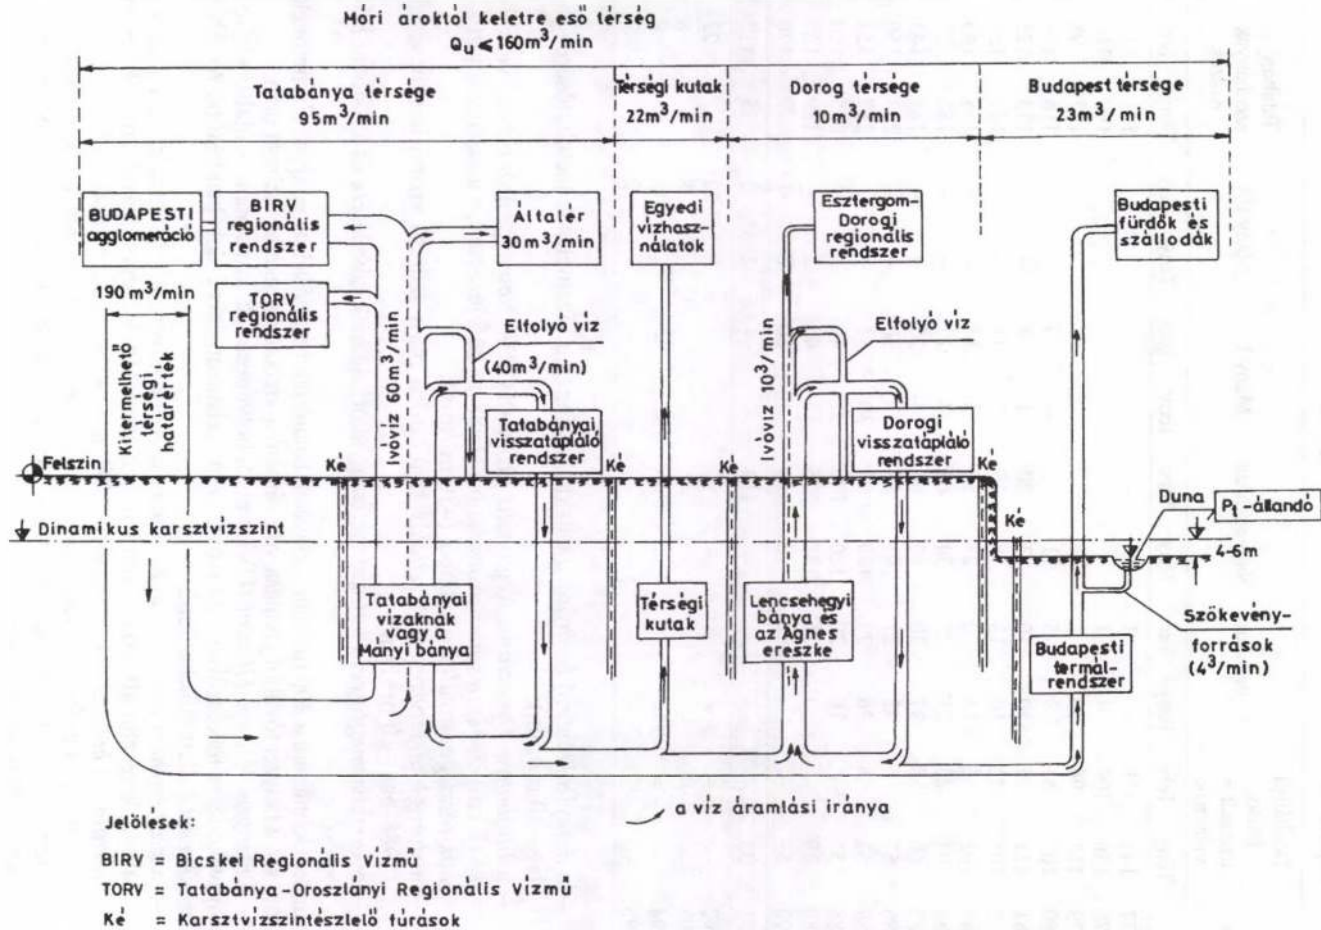 Móri ároktól keletre eső térség
Qu ≤ 160 m³/min
Tatabánya térsége
95 m³/min
Térségi kutak
22 m³/min
Dorog térsége
10 m³/min
Budapest térsége
23 m³/min
BUDAPESTI
agglomeráció
BIRV
regionális
rendszer
Általér
30 m³/min
Egyedi
vízhasz-
nálatok
Esztergom-
Dorogi
regionális
rendszer
Budapesti
fürdők és
szállodák
190 m³/min
TORV
regionális
rendszer
Kitermelhető
térségi
határérték
Ivóvíz 60 m³/min
Elfolyó víz
(40 m³/min)
Ivóvíz 10³/min
Elfolyó víz
Tatabányai
visszatápláló
rendszer
Dorogi
visszatápláló
rendszer
Felszín
Ké
Ké
Ké
Ké
Ké
Duna
Pt -állandó
Dinamikus karsztvízszint
4-6 m
Tatabányai
vízaknák
vagy a
Mányi bánya
Térségi
kutak
Lencsehegyi
bánya és
az Ágnes
ereszke
Budapesti
termál-
rendszer
Szökevény-
források
(4³/min)
a víz áramlási iránya
Jelölések:
BIRV = Bicskei Regionális Vízmű
TORV = Tatabánya-Oroszlányi Regionális Vízmű
Ké = Karsztvízszintészlelő fúrások